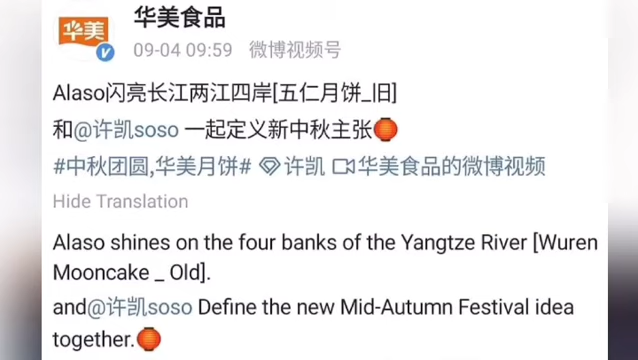 华美
华美食品
V
09-04 09:59 微博视频号
Alaso闪亮长江两江四岸[五仁月饼_旧]
和@许凯soso 一起定义新中秋主张
#中秋团圆,华美月饼# 许凯 华美食品的微博视频
Hide Translation
Alaso shines on the four banks of the Yangtze River [Wuren
Mooncake _ Old].
and@许凯soso Define the new Mid-Autumn Festival idea
together.